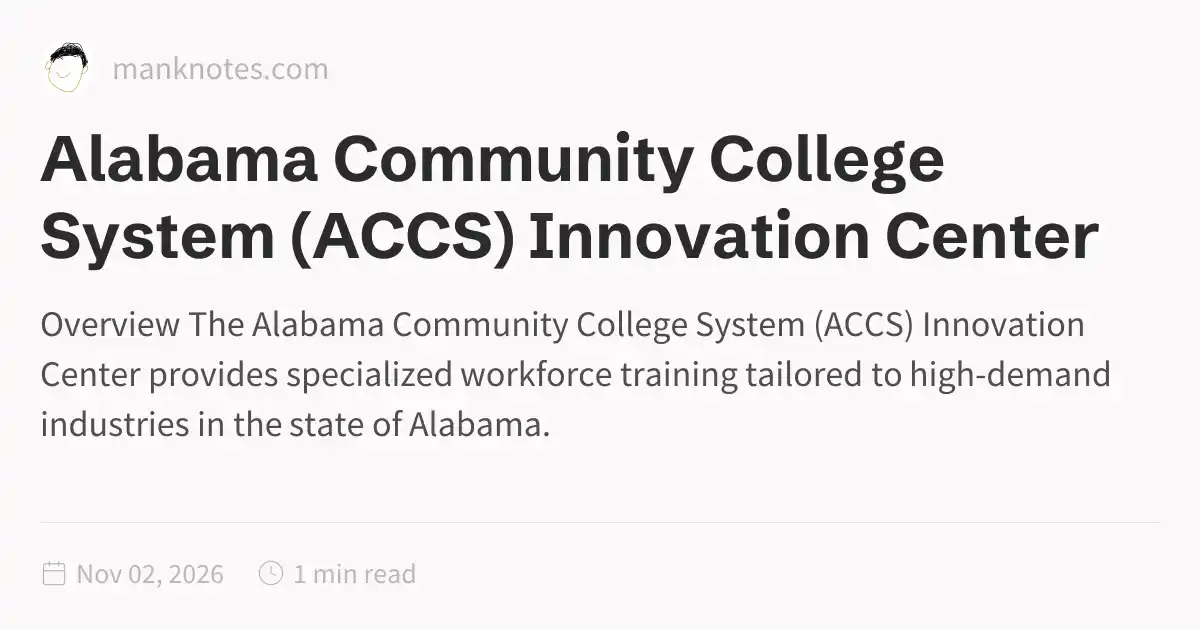 manknotes.com
Alabama Community College
System (ACCS) Innovation Center
Overview The Alabama Community College System (ACCS) Innovation
Center provides specialized workforce training tailored to high-demand
industries in the state of Alabama.
Nov 02, 2026 1 min read